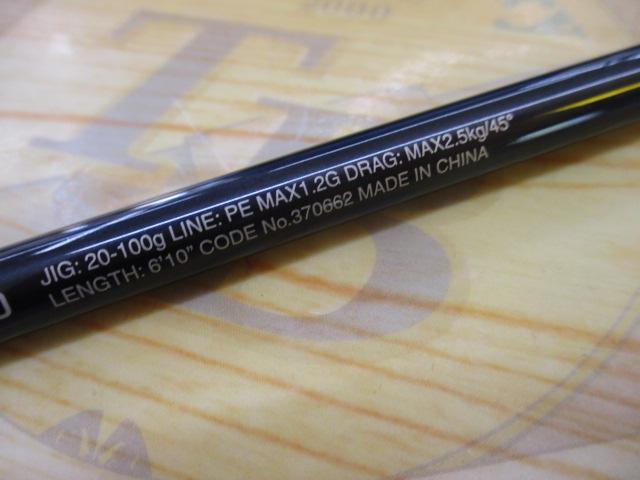 2000
JIG: 20-100g LINE: PE MAX1.2G DRAG: MAX2.5kg/45°
LENGTH: 6'10" CODE No.370662 MADE IN CHINA